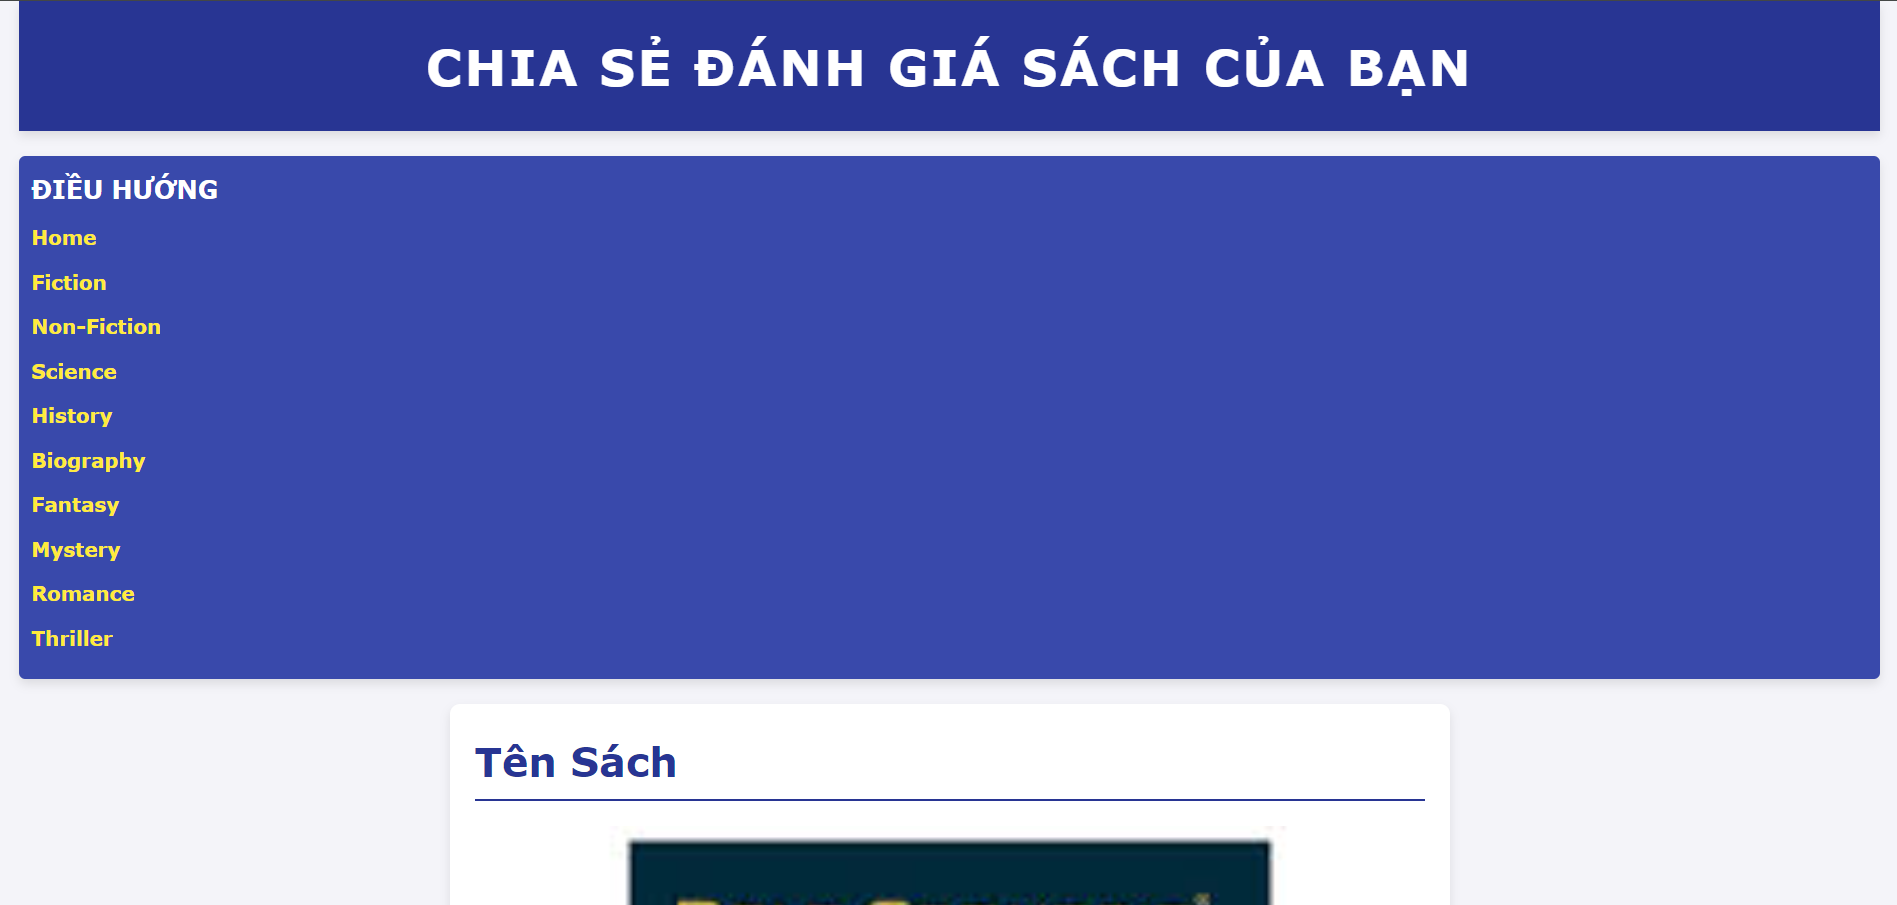 CHIA SẺ ĐÁNH GIÁ SÁCH CỦA BẠN
ĐIỀU HƯỚNG
Home
Fiction
Non-Fiction
Science
History
Biography
Fantasy
Mystery
Romance
Thriller
Tên Sách